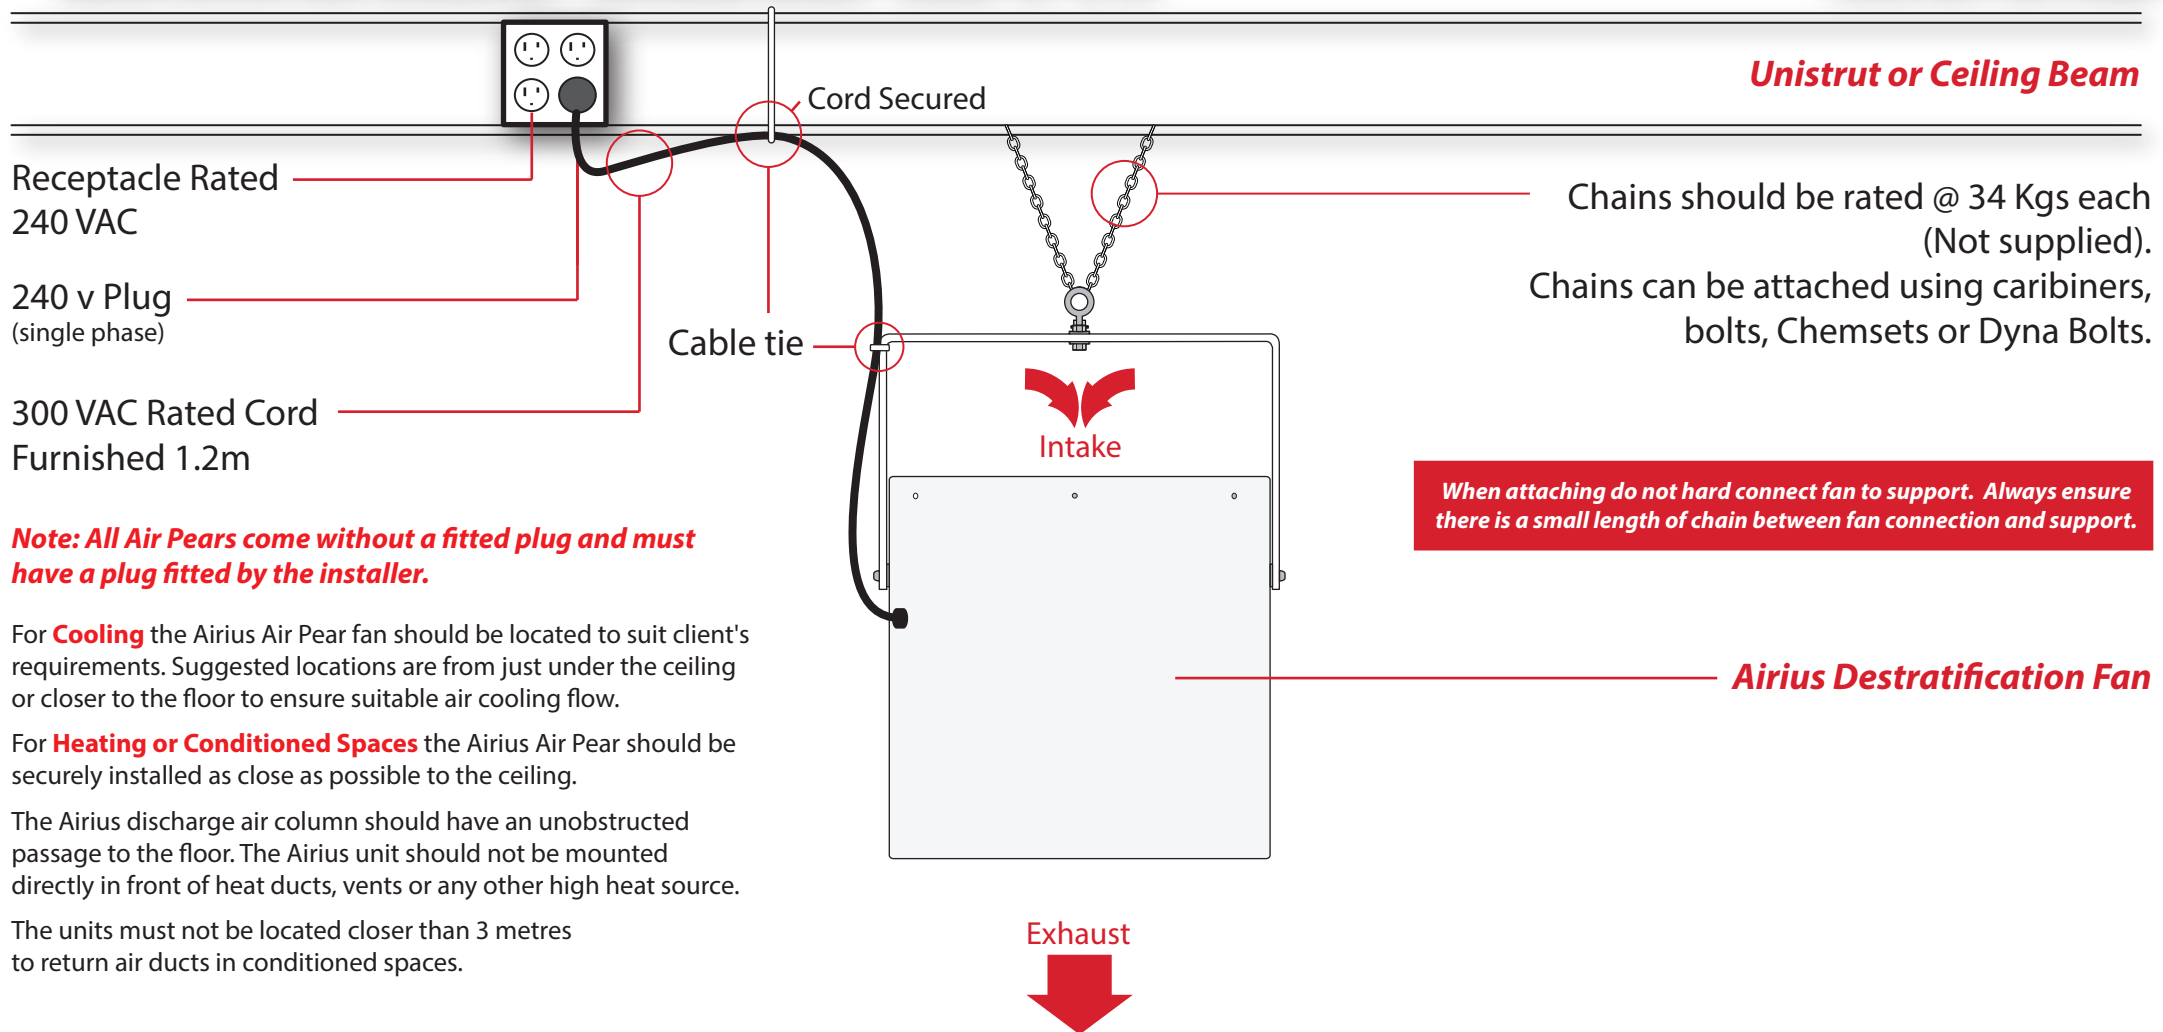 Unistrut or Ceiling Beam
Cord Secured
Receptacle Rated
240 VAC
240 v Plug
(single phase)
300 VAC Rated Cord
Furnished 1.2m
Cable tie
Chains should be rated @ 34 Kgs each
(Not supplied).
Chains can be attached using caribiners,
bolts, Chemsets or Dyna Bolts.
Intake
When attaching do not hard connect fan to support. Always ensure
there is a small length of chain between fan connection and support.
Note: All Air Pears come without a fitted plug and must
have a plug fitted by the installer.
For Cooling the Airius Air Pear fan should be located to suit client's
requirements. Suggested locations are from just under the ceiling
or closer to the floor to ensure suitable air cooling flow.
For Heating or Conditioned Spaces the Airius Air Pear should be
securely installed as close as possible to the ceiling.
The Airius discharge air column should have an unobstructed
passage to the floor. The Airius unit should not be mounted
directly in front of heat ducts, vents or any other high heat source.
The units must not be located closer than 3 metres
to return air ducts in conditioned spaces.
Airius Destratification Fan
Exhaust